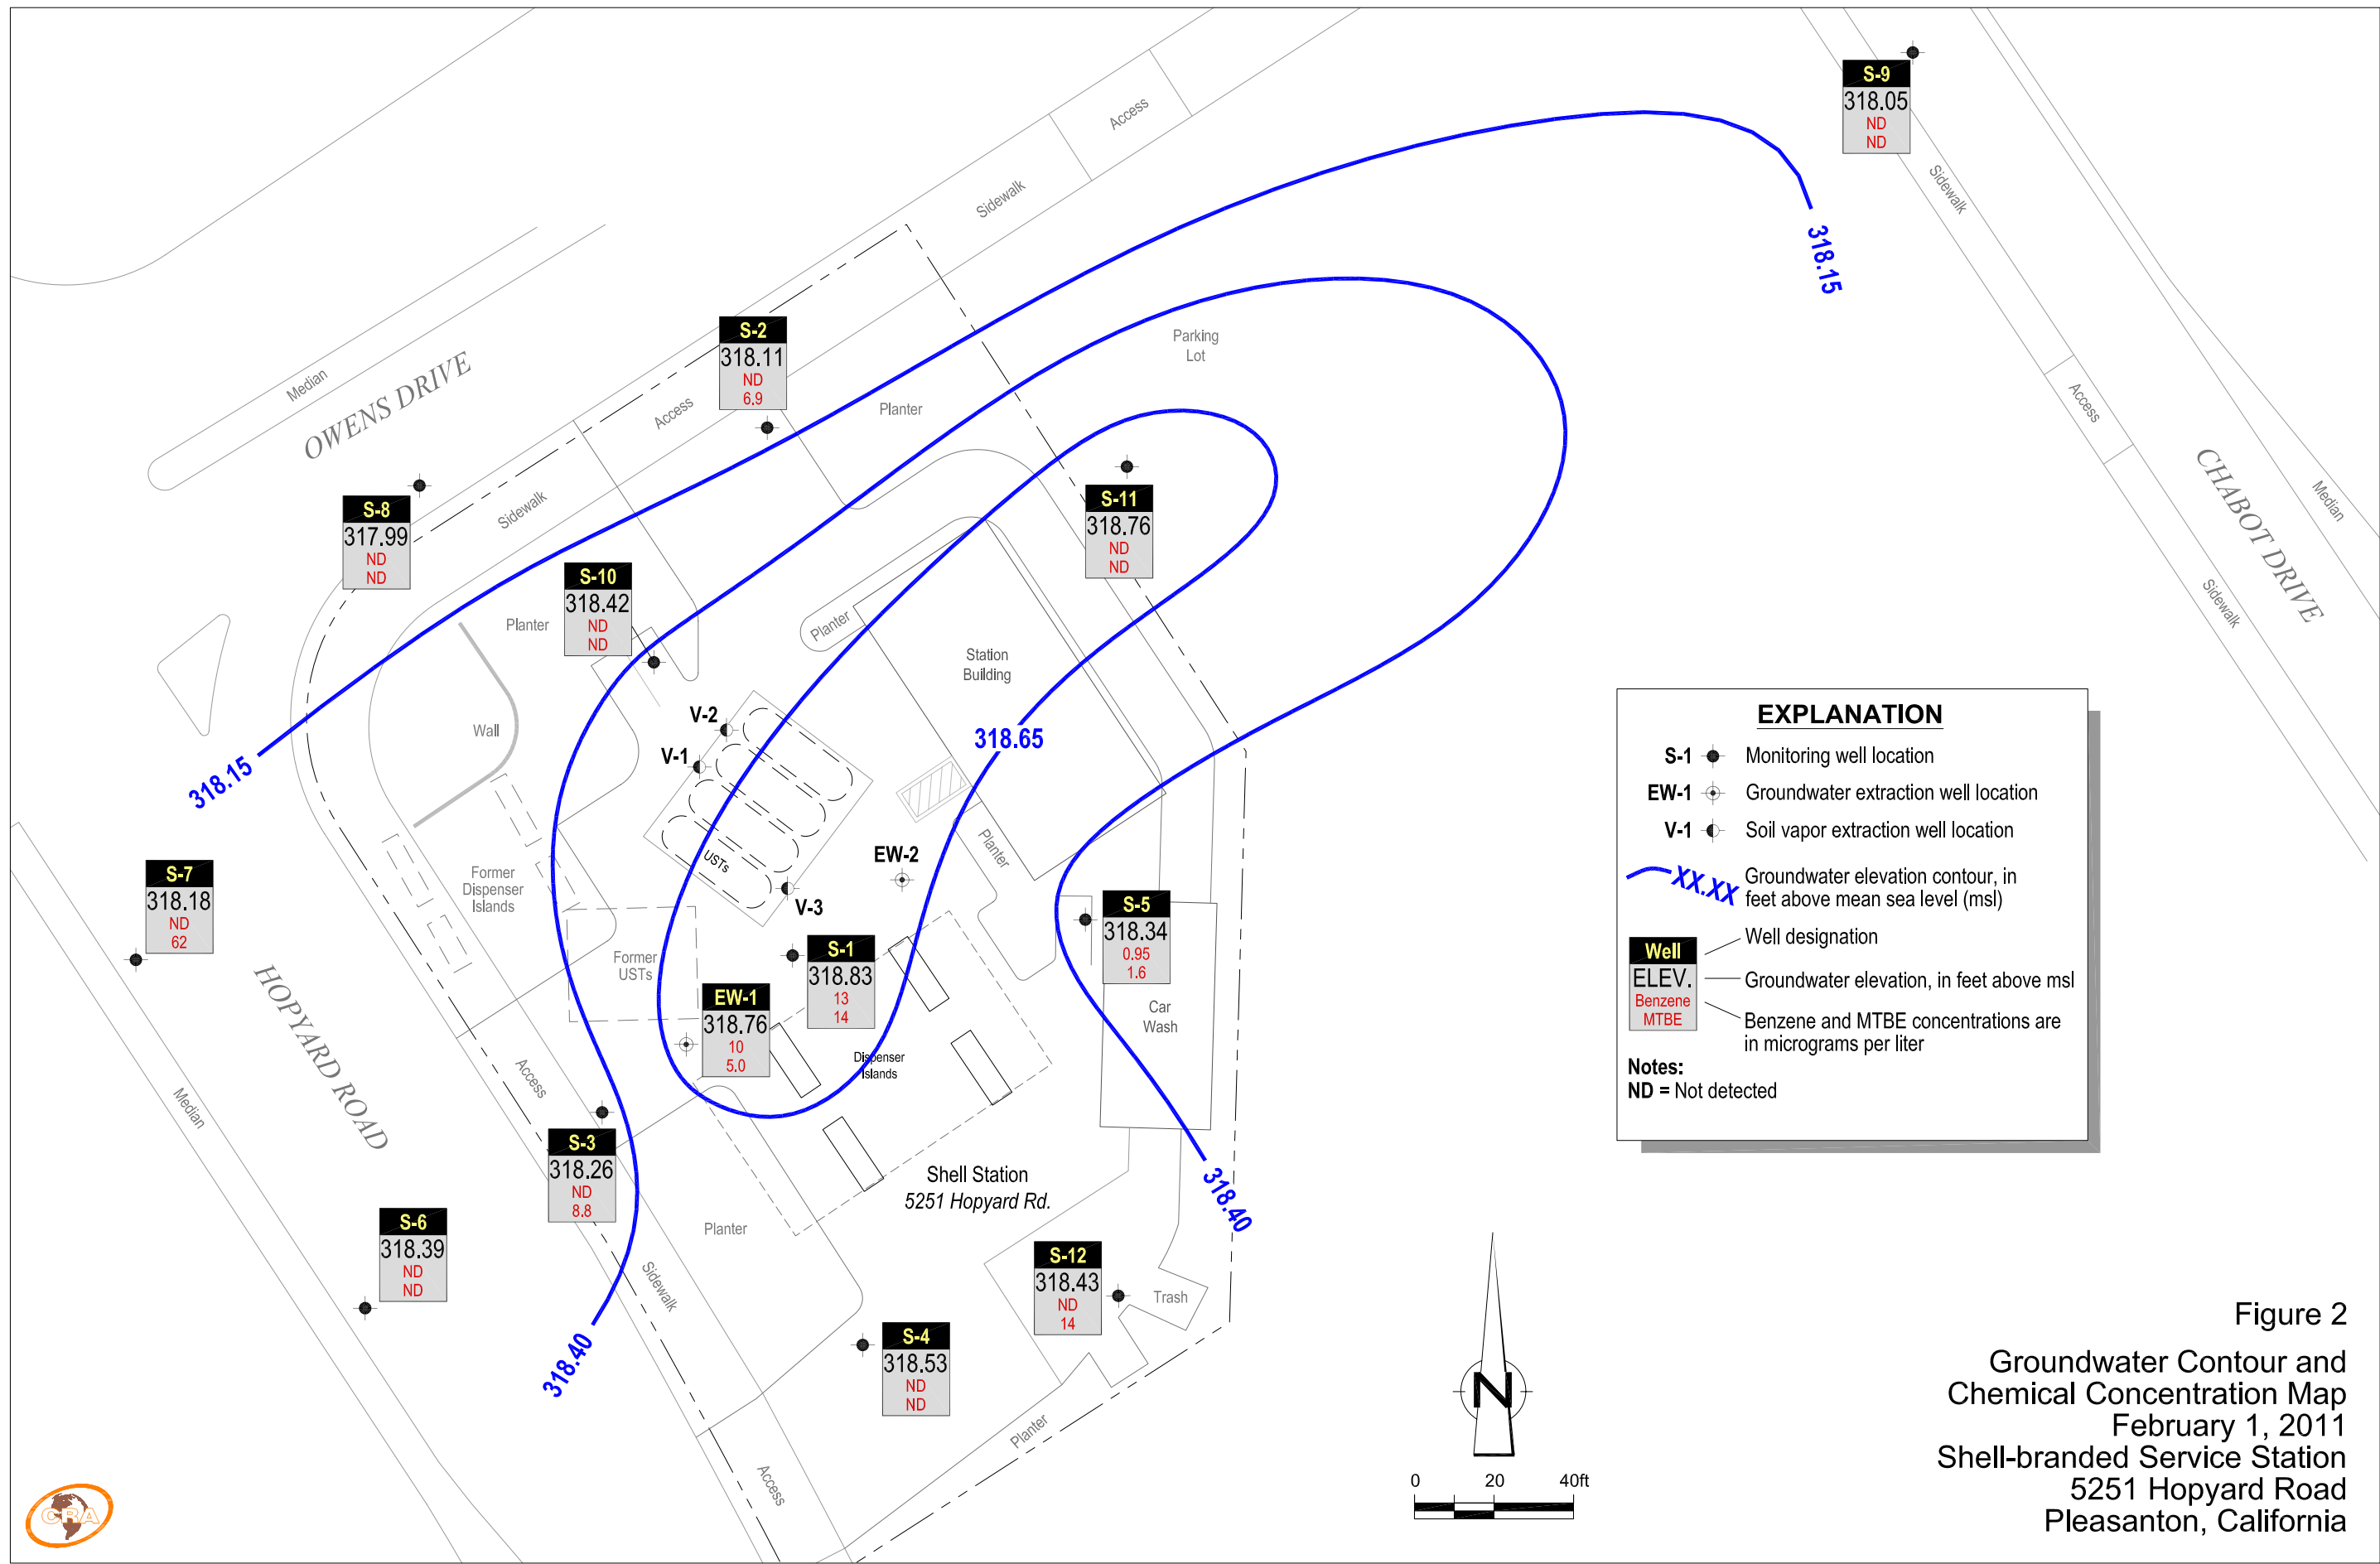 S-9
318.05
ND
ND
Access
Sidewalk
Sidewalk
318.15
S-2
318.11
ND
6.9
Parking
Lot
Median
OWENS DRIVE
Access
Planter
Access
CHABOT DRIVE
Median
Sidewalk
S-8
317.99
ND
ND
Sidewalk
S-11
318.76
ND
ND
S-10
318.42
ND
ND
Planter
Planter
Station
Building
Wall
V-2
V-1
318.65
318.15
USTs
EW-2
Planter
V-3
Former
Dispenser
Islands
S-7
318.18
ND
62
S-5
318.34
0.95
1.6
S-1
318.83
13
14
Former
USTs
EW-1
318.76
10
5.0
Car
Wash
Dispenser
Islands
HOPYARD ROAD
Access
Median
S-3
318.26
ND
8.8
Shell Station
5251 Hopyard Rd.
318.40
Planter
S-6
318.39
ND
ND
Sidewalk
S-12
318.43
ND
14
Trash
318.40
S-4
318.53
ND
ND
Planter
Access
EXPLANATION
S-1 Monitoring well location
EW-1 Groundwater extraction well location
V-1 Soil vapor extraction well location
XX.XX Groundwater elevation contour, in
feet above mean sea level (msl)
Well
ELEV.
Benzene
MTBE
Well designation
Groundwater elevation, in feet above msl
Benzene and MTBE concentrations are
in micrograms per liter
Notes:
ND = Not detected
N
0 20 40ft
CRA
Figure 2
Groundwater Contour and
Chemical Concentration Map
February 1, 2011
Shell-branded Service Station
5251 Hopyard Road
Pleasanton, California